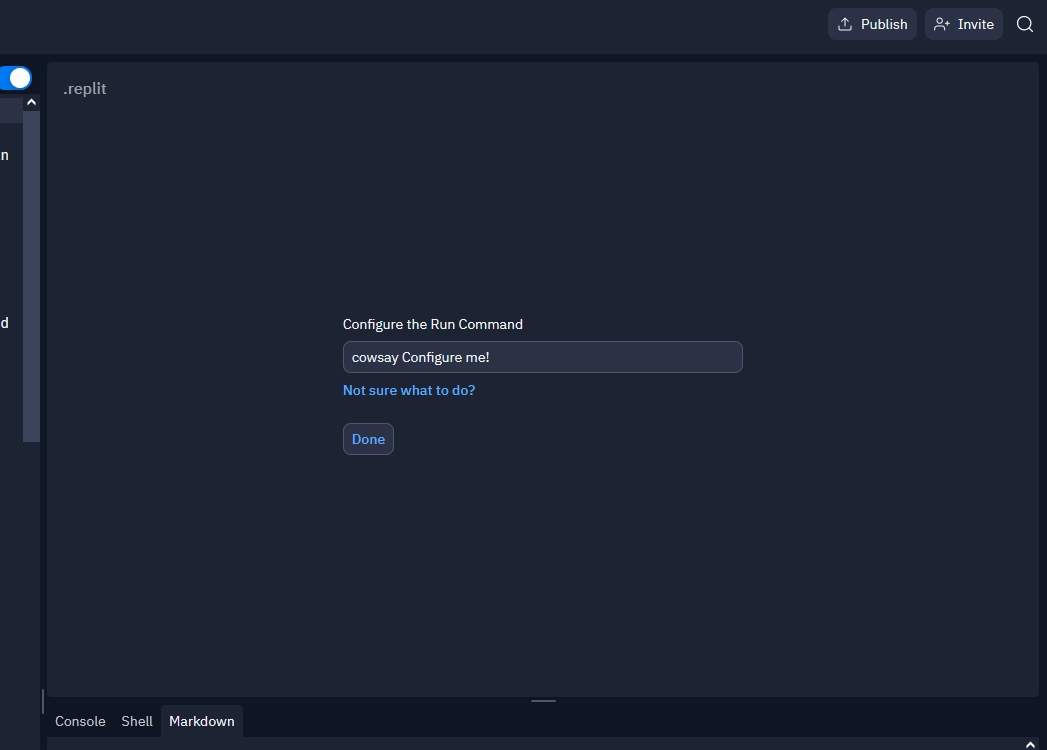 Publish
Invite
.replit
n
d
Configure the Run Command
cowsay Configure me!
Not sure what to do?
Done
Console
Shell
Markdown